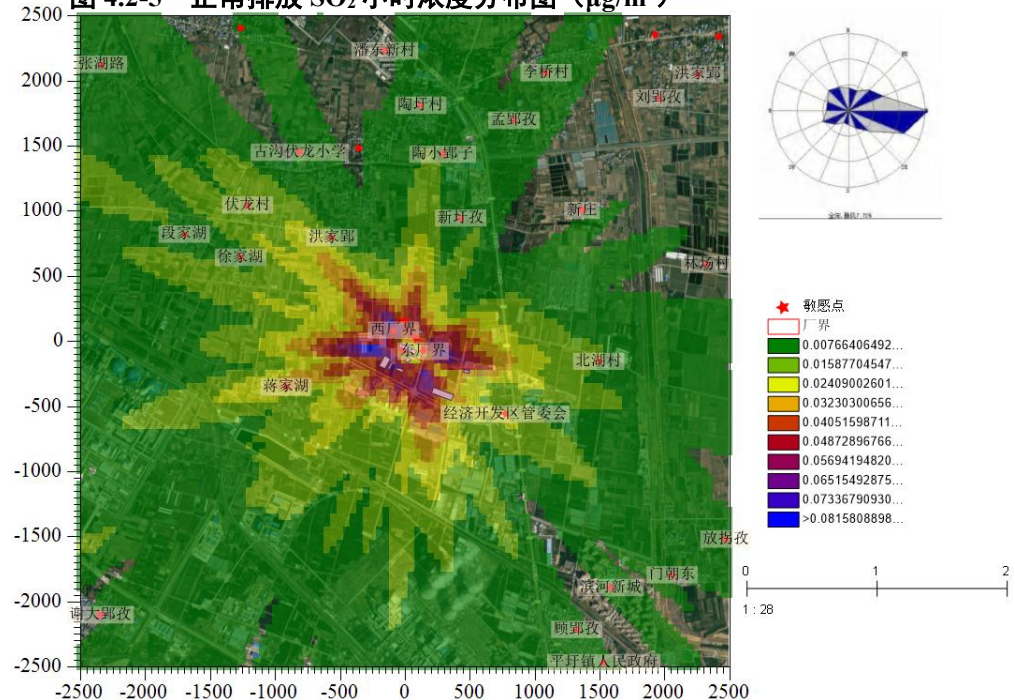 图 4.2-3 正常排放 SO₂ 小时浓度分布图（μg/m³）
2500
2000
1500
1000
500
0
-500
-1000
-1500
-2000
-2500
-2500 -2000 -1500 -1000 -500 0 500 1000 1500 2000 2500
张湖路
潘东新村
李桥村
洪家郢
陶圩村
刘郢孜
孟郢孜
古沟伏龙小学
陶小郢子
伏龙村
新圩孜
新庄
段家湖
洪家郢
徐家湖
林场村
西厂界
东厂界
北湖村
蒋家湖
经济开发区管委会
放拐孜
门朝东
滨河新城
谢大郢孜
顾郢孜
平圩镇人民政府
敏感点
厂界
0.00766406492...
0.01587704547...
0.02409002601...
0.03230300656...
0.04051598711...
0.04872896766...
0.05694194820...
0.06515492875...
0.07336790930...
>0.0815808898...
0 1 2
1 : 28